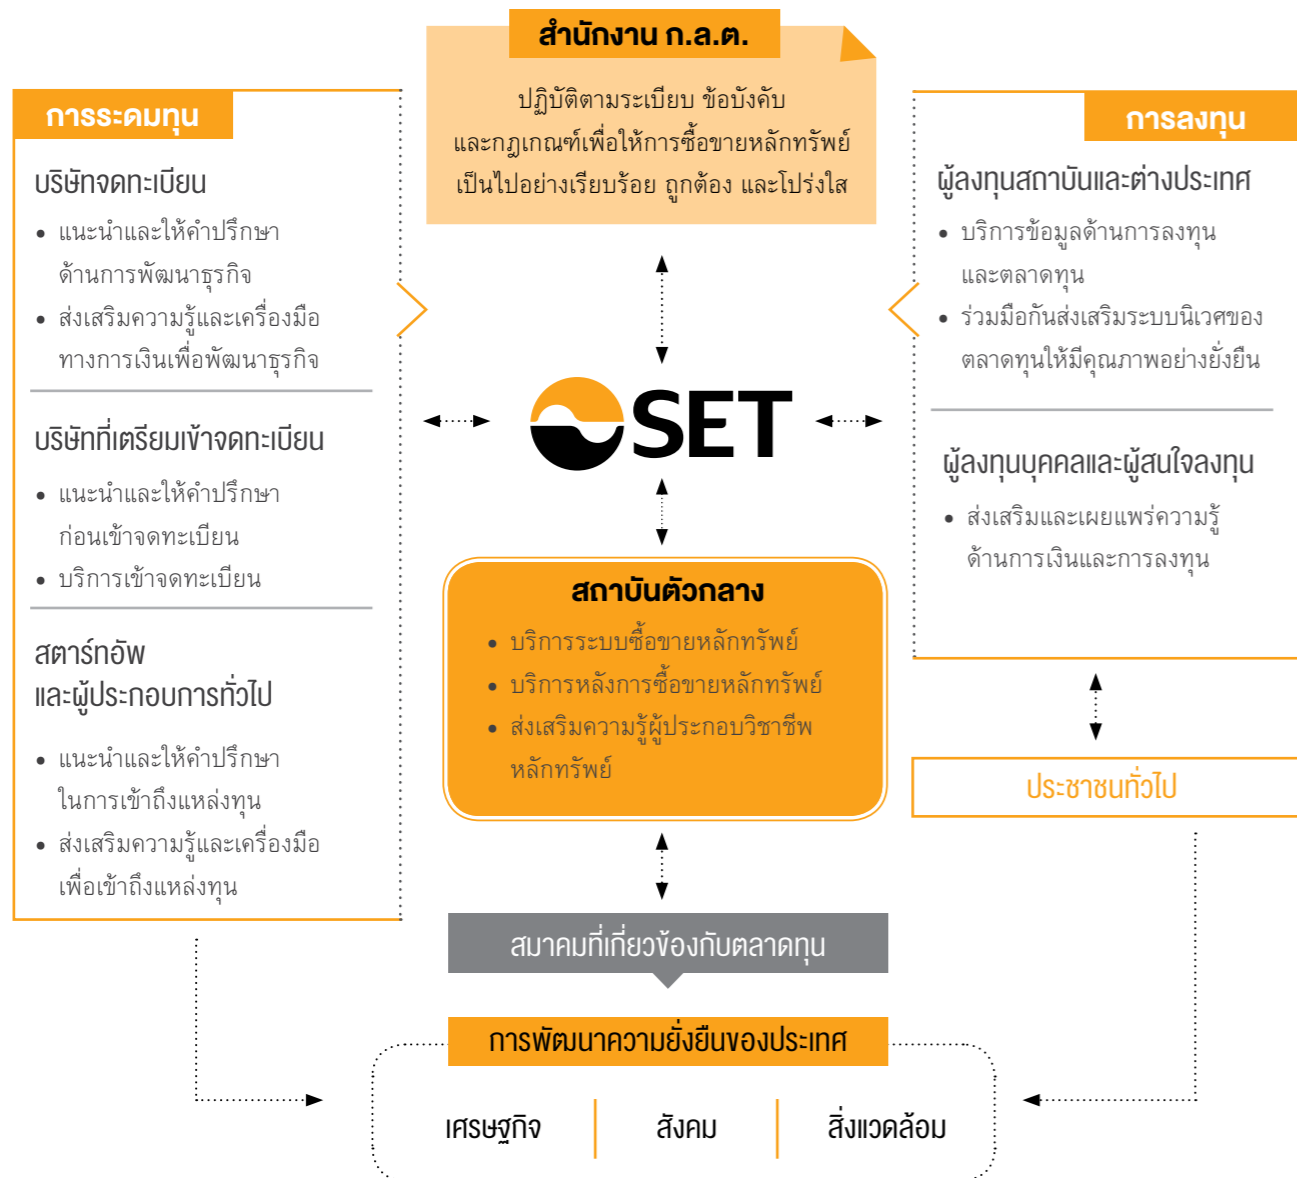 สำนักงาน ก.ล.ต.
ปฏิบัติตามระเบียบ ข้อบังคับ
และกฎเกณฑ์เพื่อให้การซื้อขายหลักทรัพย์
เป็นไปอย่างเรียบร้อย ถูกต้อง และโปร่งใส
การระดมทุน
บริษัทจดทะเบียน
• แนะนำและให้คำปรึกษา
ด้านการพัฒนาธุรกิจ
• ส่งเสริมความรู้และเครื่องมือ
ทางการเงินเพื่อพัฒนาธุรกิจ
บริษัทที่เตรียมเข้าจดทะเบียน
• แนะนำและให้คำปรึกษา
ก่อนเข้าจดทะเบียน
• บริการเข้าจดทะเบียน
สตาร์ทอัพ
และผู้ประกอบการทั่วไป
• แนะนำและให้คำปรึกษา
ในการเข้าถึงแหล่งทุน
• ส่งเสริมความรู้และเครื่องมือ
เพื่อเข้าถึงแหล่งทุน
SET
สถาบันตัวกลาง
• บริการระบบซื้อขายหลักทรัพย์
• บริการหลังการซื้อขายหลักทรัพย์
• ส่งเสริมความรู้ผู้ประกอบวิชาชีพ
หลักทรัพย์
การลงทุน
ผู้ลงทุนสถาบันและต่างประเทศ
• บริการข้อมูลด้านการลงทุน
และตลาดทุน
• ร่วมมือกันส่งเสริมระบบนิเวศของ
ตลาดทุนให้มีคุณภาพอย่างยั่งยืน
ผู้ลงทุนบุคคลและผู้สนใจลงทุน
• ส่งเสริมและเผยแพร่ความรู้
ด้านการเงินและการลงทุน
ประชาชนทั่วไป
สมาคมที่เกี่ยวข้องกับตลาดทุน
การพัฒนาความยั่งยืนของประเทศ
เศรษฐกิจ
สังคม
สิ่งแวดล้อม